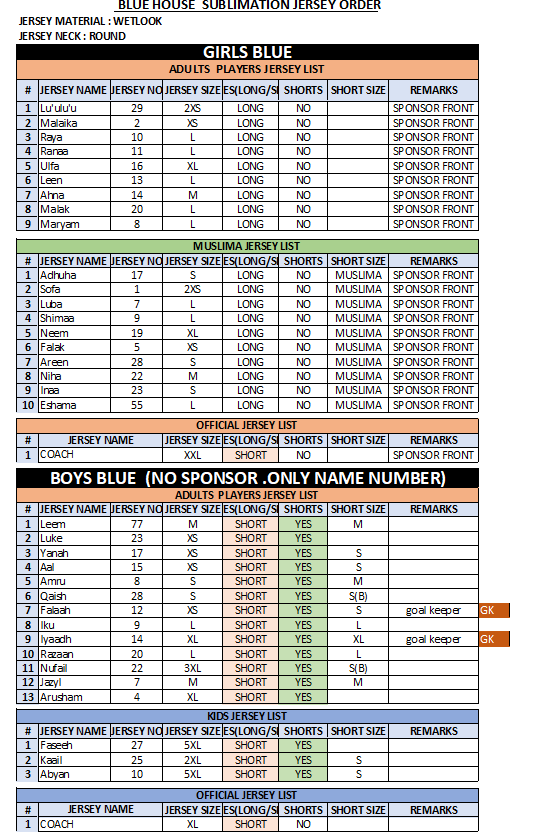 BLUE HOUSE SUBLIMATION JERSEY ORDER
JERSEY MATERIAL : WETLOOK
JERSEY NECK : ROUND
GIRLS BLUE
ADULTS PLAYERS JERSEY LIST
# JERSEY NAME JERSEY NO JERSEY SIZE ES(LONG/S SHORTS SHORT SIZE REMARKS
1 Lu'ulu'u 29 2XS LONG NO SPONSOR FRONT
2 Malaika 2 XS LONG NO SPONSOR FRONT
3 Raya 10 L LONG NO SPONSOR FRONT
4 Ranaa 11 L LONG NO SPONSOR FRONT
5 Ulfa 16 XL LONG NO SPONSOR FRONT
6 Leen 13 L LONG NO SPONSOR FRONT
7 Ahna 14 M LONG NO SPONSOR FRONT
8 Malak 20 L LONG NO SPONSOR FRONT
9 Maryam 8 L LONG NO SPONSOR FRONT
MUSLIMA JERSEY LIST
# JERSEY NAME JERSEY NO JERSEY SIZE ES(LONG/S SHORTS SHORT SIZE REMARKS
1 Adhuha 17 S LONG NO MUSLIMA SPONSOR FRONT
2 Sofa 1 2XS LONG NO MUSLIMA SPONSOR FRONT
3 Luba 7 L LONG NO MUSLIMA SPONSOR FRONT
4 Shimaa 9 L LONG NO MUSLIMA SPONSOR FRONT
5 Neem 19 XL LONG NO MUSLIMA SPONSOR FRONT
6 Falak 5 XS LONG NO MUSLIMA SPONSOR FRONT
7 Areen 28 S LONG NO MUSLIMA SPONSOR FRONT
8 Niha 22 M LONG NO MUSLIMA SPONSOR FRONT
9 Inaa 23 S LONG NO MUSLIMA SPONSOR FRONT
10 Eshama 55 L LONG NO MUSLIMA SPONSOR FRONT
OFFICIAL JERSEY LIST
# JERSEY NAME JERSEY SIZE ES(LONG/S SHORTS SHORT SIZE REMARKS
1 COACH XXL SHORT NO SPONSOR FRONT
BOYS BLUE (NO SPONSOR .ONLY NAME NUMBER)
ADULTS PLAYERS JERSEY LIST
# JERSEY NAME JERSEY NO JERSEY SIZE ES(LONG/S SHORTS SHORT SIZE REMARKS
1 Leem 77 M SHORT YES M
2 Luke 23 XS SHORT YES
3 Yanah 17 XS SHORT YES S
4 Aal 15 XS SHORT YES S
5 Amru 8 S SHORT YES M
6 Qaish 28 S SHORT YES S(B)
7 Falaah 12 XS SHORT YES S goal keeper GK
8 Iku 9 L SHORT YES L
9 Iyaadh 14 XL SHORT YES XL goal keeper GK
10 Razaan 20 L SHORT YES L
11 Nufail 22 3XL SHORT YES S(B)
12 Jazyl 7 M SHORT YES M
13 Arusham 4 XL SHORT YES
KIDS JERSEY LIST
# JERSEY NAME JERSEY NO JERSEY SIZE ES(LONG/S SHORTS SHORT SIZE REMARKS
1 Faseeh 27 5XL SHORT YES
2 Kaail 25 2XL SHORT YES S
3 Abyan 10 5XL SHORT YES S
OFFICIAL JERSEY LIST
# JERSEY NAME JERSEY SIZE ES(LONG/S SHORTS SHORT SIZE REMARKS
1 COACH XL SHORT NO